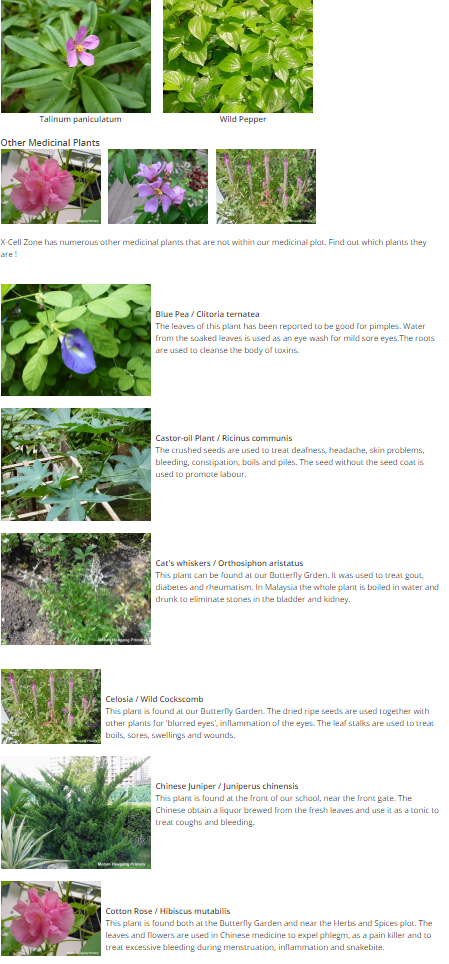 Talinum paniculatum
Wild Pepper
Other Medicinal Plants
X-Cell Zone has numerous other medicinal plants that are not within our medicinal plot. Find out which plants they
are !
Blue Pea / Clitoria ternatea
The leaves of this plant has been reported to be good for pimples. Water
from the soaked leaves is used as an eye wash for mild sore eyes.The roots
are used to cleanse the body of toxins.
Castor-oil Plant / Ricinus communis
The crushed seeds are used to treat deafness, headache, skin problems,
bleeding, constipation, boils and piles. The seed without the seed coat is
used to promote labour.
Cat's whiskers / Orthosiphon aristatus
This plant can be found at our Butterfly Grden. It was used to treat gout,
diabetes and rheumatism. In Malaysia the whole plant is boiled in water and
drunk to eliminate stones in the bladder and kidney.
Celosia / Wild Cockscomb
This plant is found at our Butterfly Garden. The dried ripe seeds are used together with
other plants for 'blurred eyes', inflammation of the eyes. The leaf stalks are used to treat
boils, sores, swellings and wounds.
Chinese Juniper / Juniperus chinensis
This plant is found at the front of our school, near the front gate. The
Chinese obtain a liquor brewed from the fresh leaves and use it as a tonic to
treat coughs and bleeding.
Montfort Hougang Primary
Cotton Rose / Hibiscus mutabilis
This plant is found both at the Butterfly Garden and near the Herbs and Spices plot. The
leaves and flowers are used in Chinese medicine to expel phlegm, as a pain killer and to
treat excessive bleeding during menstruation, inflammation and snakebite.